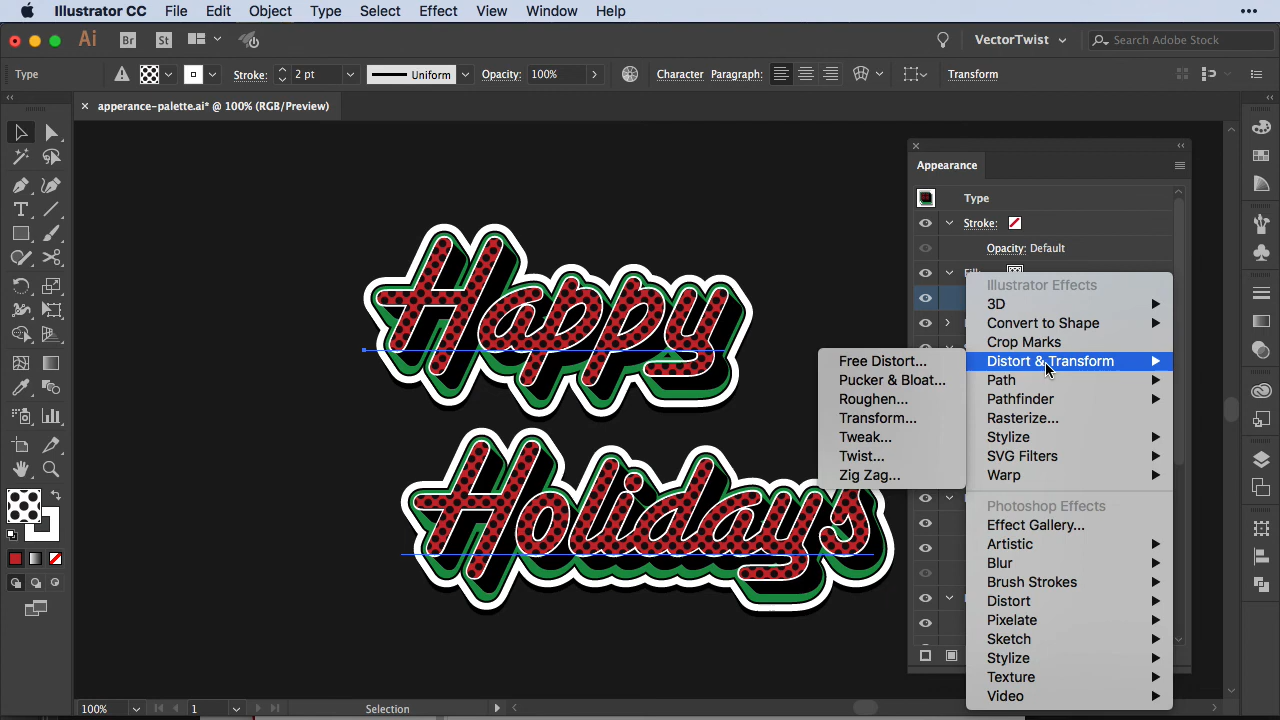 Illustrator CC File Edit Object Type Select Effect View Window Help
Ai Br St VectorTwist Search Adobe Stock
Type Stroke: 2 pt Uniform Opacity: 100% Character Paragraph: Transform
× apperance-palette.ai* @ 100% (RGB/Preview)
Appearance
Type
Stroke:
Opacity: Default
Happy
Holidays
Illustrator Effects
3D
Convert to Shape
Crop Marks
Distort & Transform
Path
Pathfinder
Rasterize...
Stylize
SVG Filters
Warp
Photoshop Effects
Effect Gallery...
Artistic
Blur
Brush Strokes
Distort
Pixelate
Sketch
Stylize
Texture
Video
Free Distort...
Pucker & Bloat...
Roughen...
Transform...
Tweak...
Twist...
Zig Zag...
100% 1 Selection